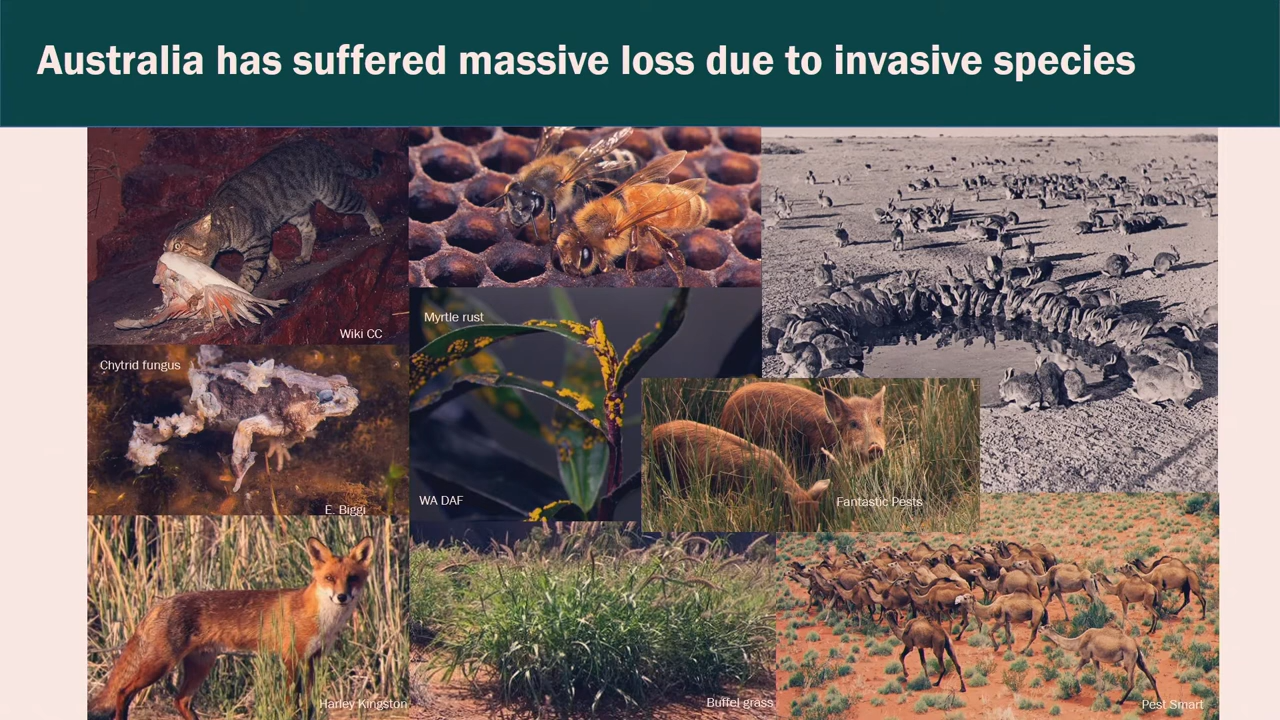 Australia has suffered massive loss due to invasive species
Wiki CC
Myrtle rust
Chytrid fungus
WA DAF
Fantastic Pests
E. Biggi
Harley Kingston
Buffel grass
Pest Smart